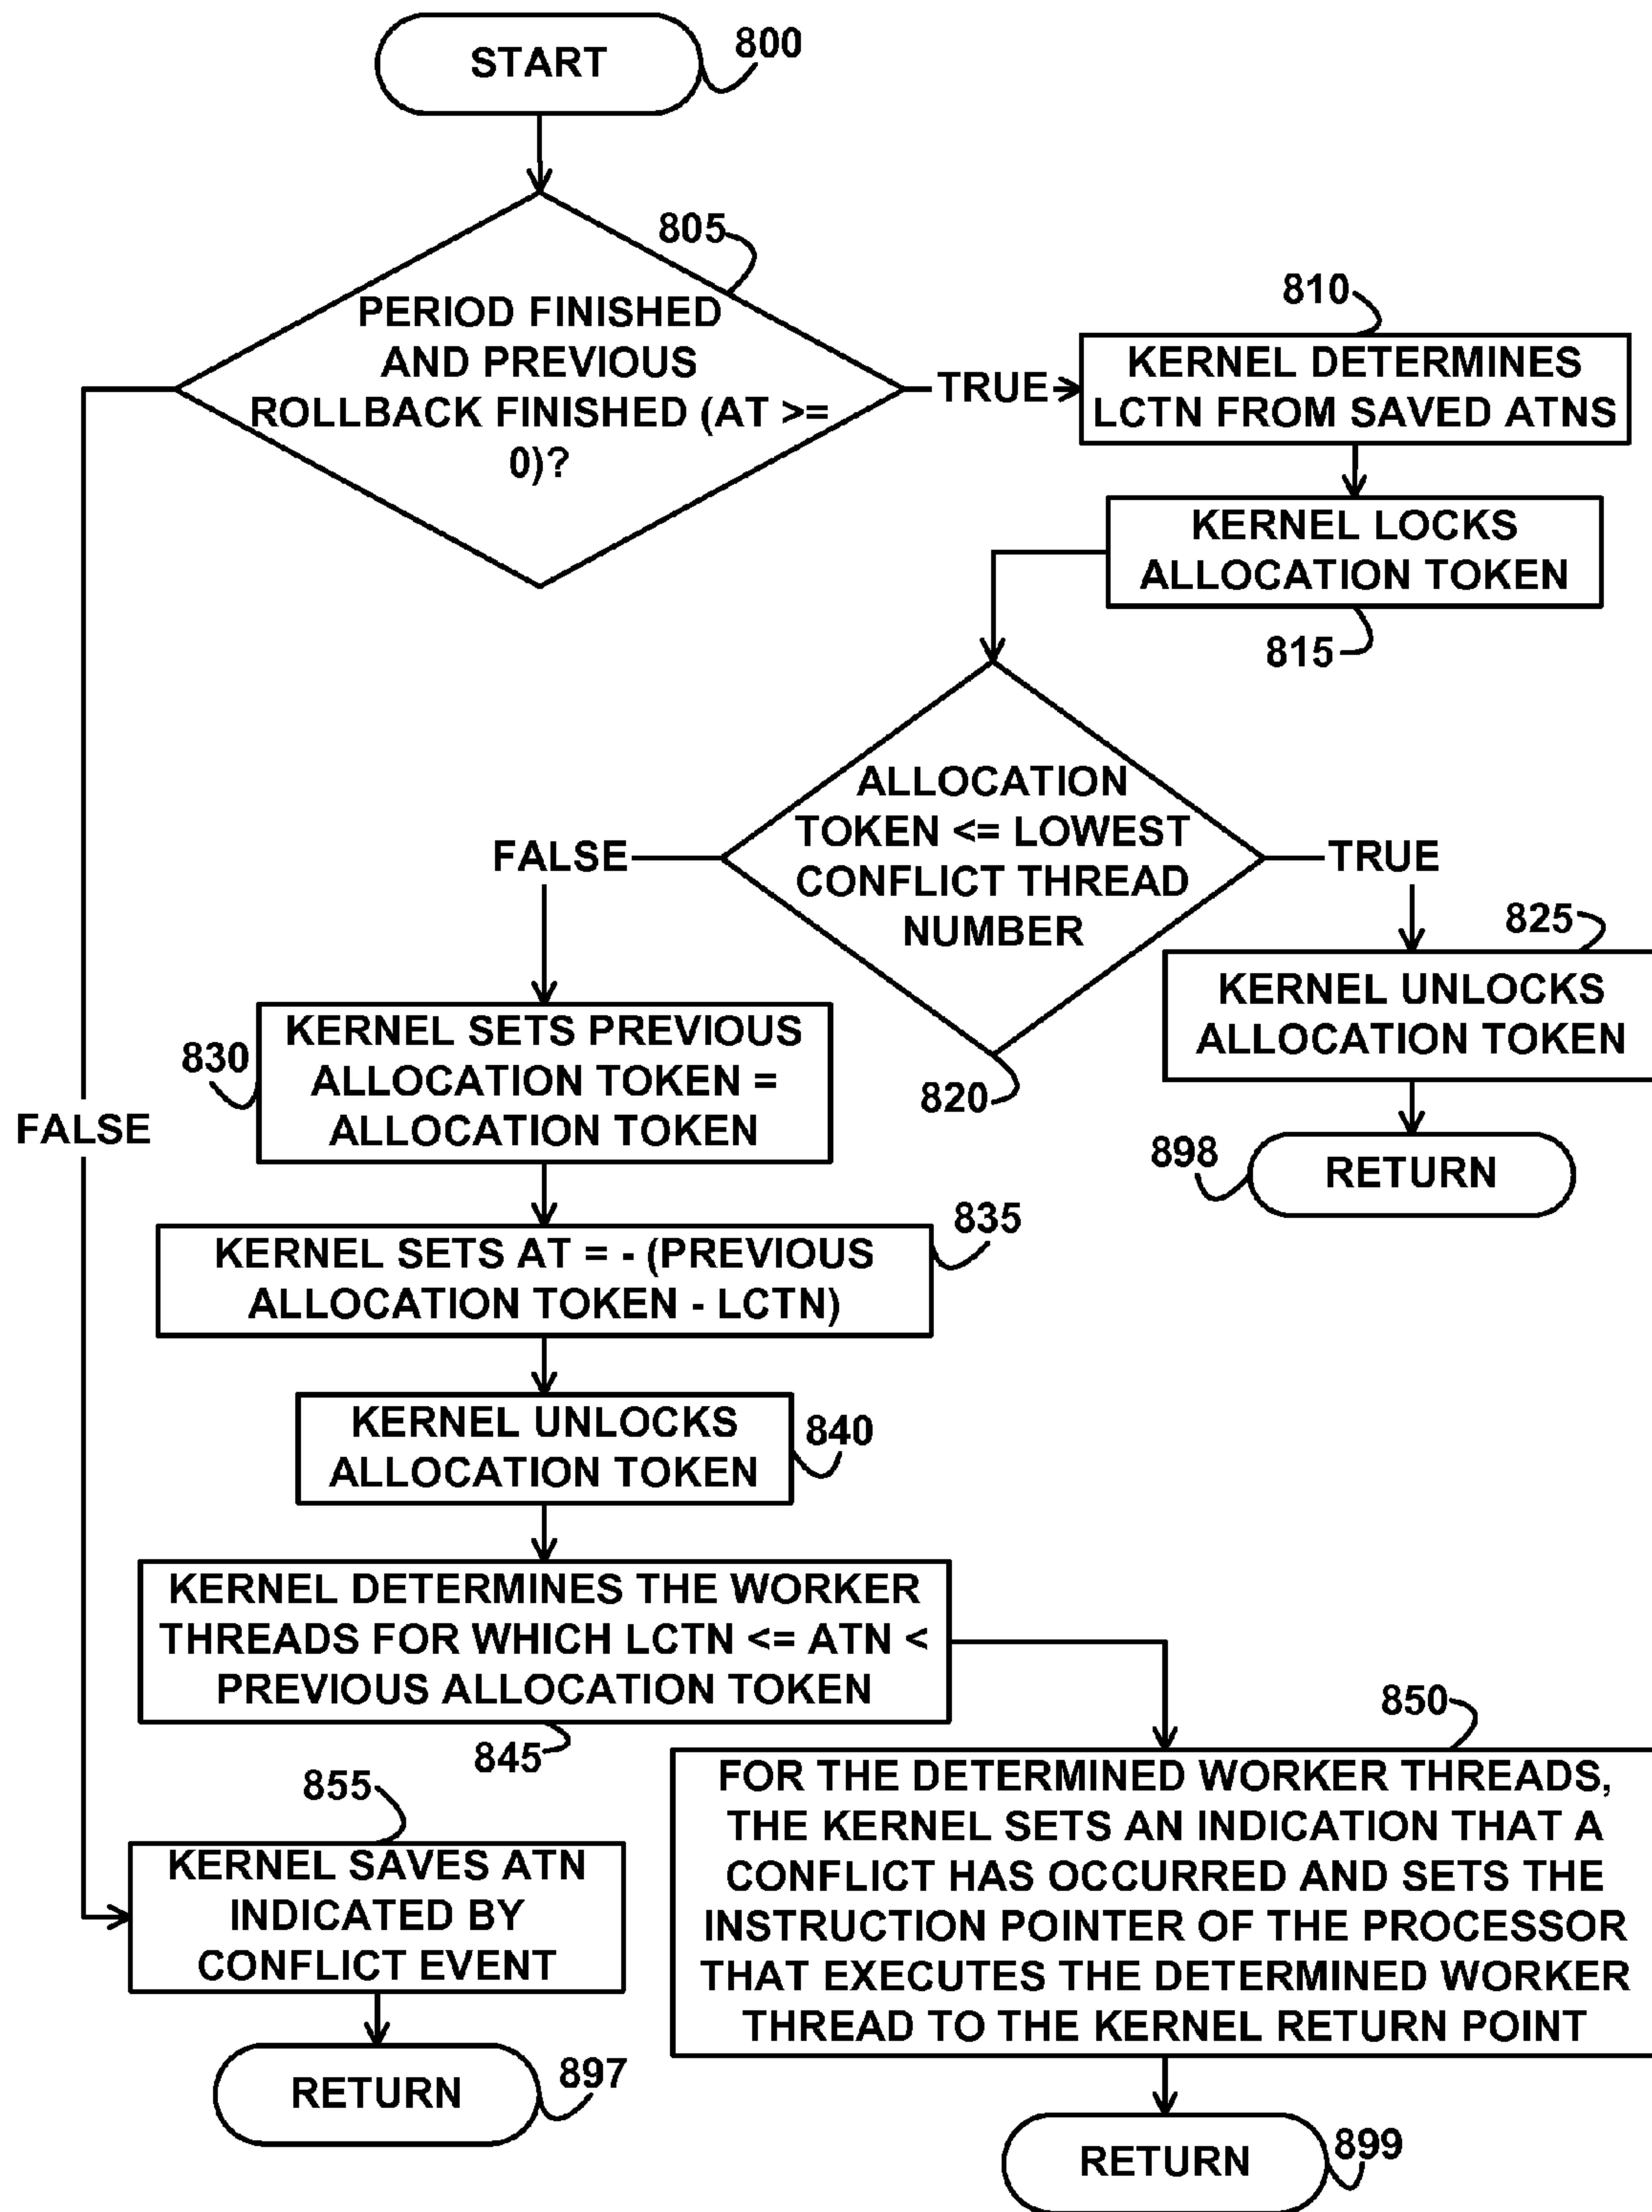 START
800
805
PERIOD FINISHED
AND PREVIOUS
ROLLBACK FINISHED (AT >=
0)?
TRUE
810
KERNEL DETERMINES
LCTN FROM SAVED ATNS
KERNEL LOCKS
ALLOCATION TOKEN
815
ALLOCATION
TOKEN <= LOWEST
CONFLICT THREAD
NUMBER
820
FALSE
TRUE
825
KERNEL UNLOCKS
ALLOCATION TOKEN
898
RETURN
830
KERNEL SETS PREVIOUS
ALLOCATION TOKEN =
ALLOCATION TOKEN
FALSE
835
KERNEL SETS AT = - (PREVIOUS
ALLOCATION TOKEN - LCTN)
KERNEL UNLOCKS
ALLOCATION TOKEN
840
KERNEL DETERMINES THE WORKER
THREADS FOR WHICH LCTN <= ATN <
PREVIOUS ALLOCATION TOKEN
845
850
FOR THE DETERMINED WORKER THREADS,
THE KERNEL SETS AN INDICATION THAT A
CONFLICT HAS OCCURRED AND SETS THE
INSTRUCTION POINTER OF THE PROCESSOR
THAT EXECUTES THE DETERMINED WORKER
THREAD TO THE KERNEL RETURN POINT
855
KERNEL SAVES ATN
INDICATED BY
CONFLICT EVENT
RETURN
897
RETURN
899